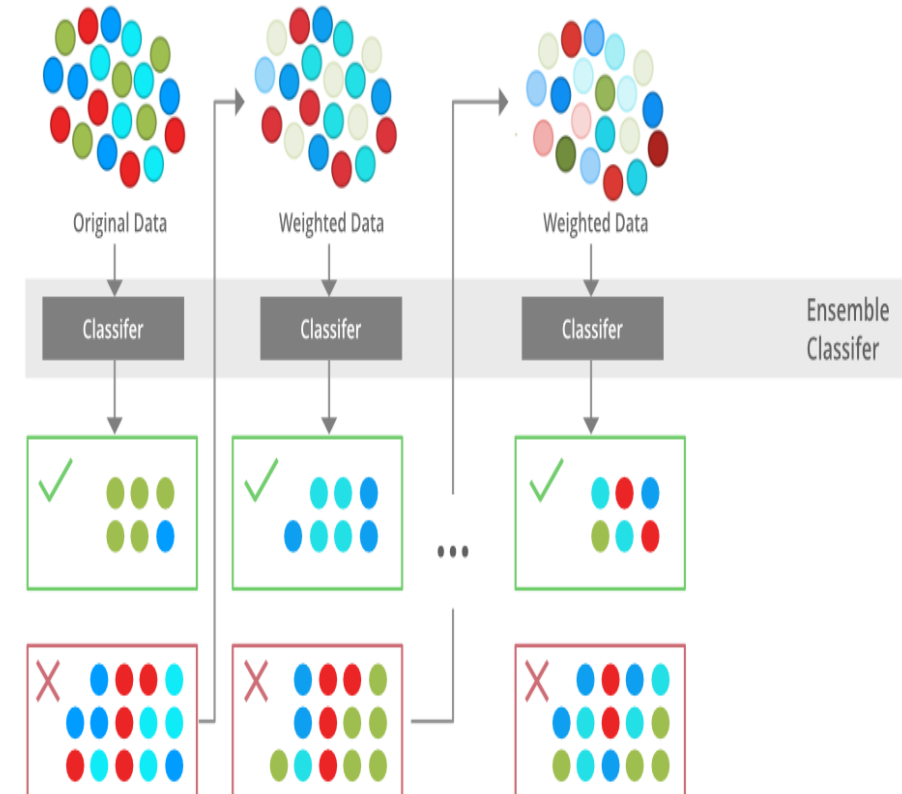 Original Data
Weighted Data
Weighted Data
Classifer
Classifer
Classifer
Ensemble
Classifer
...